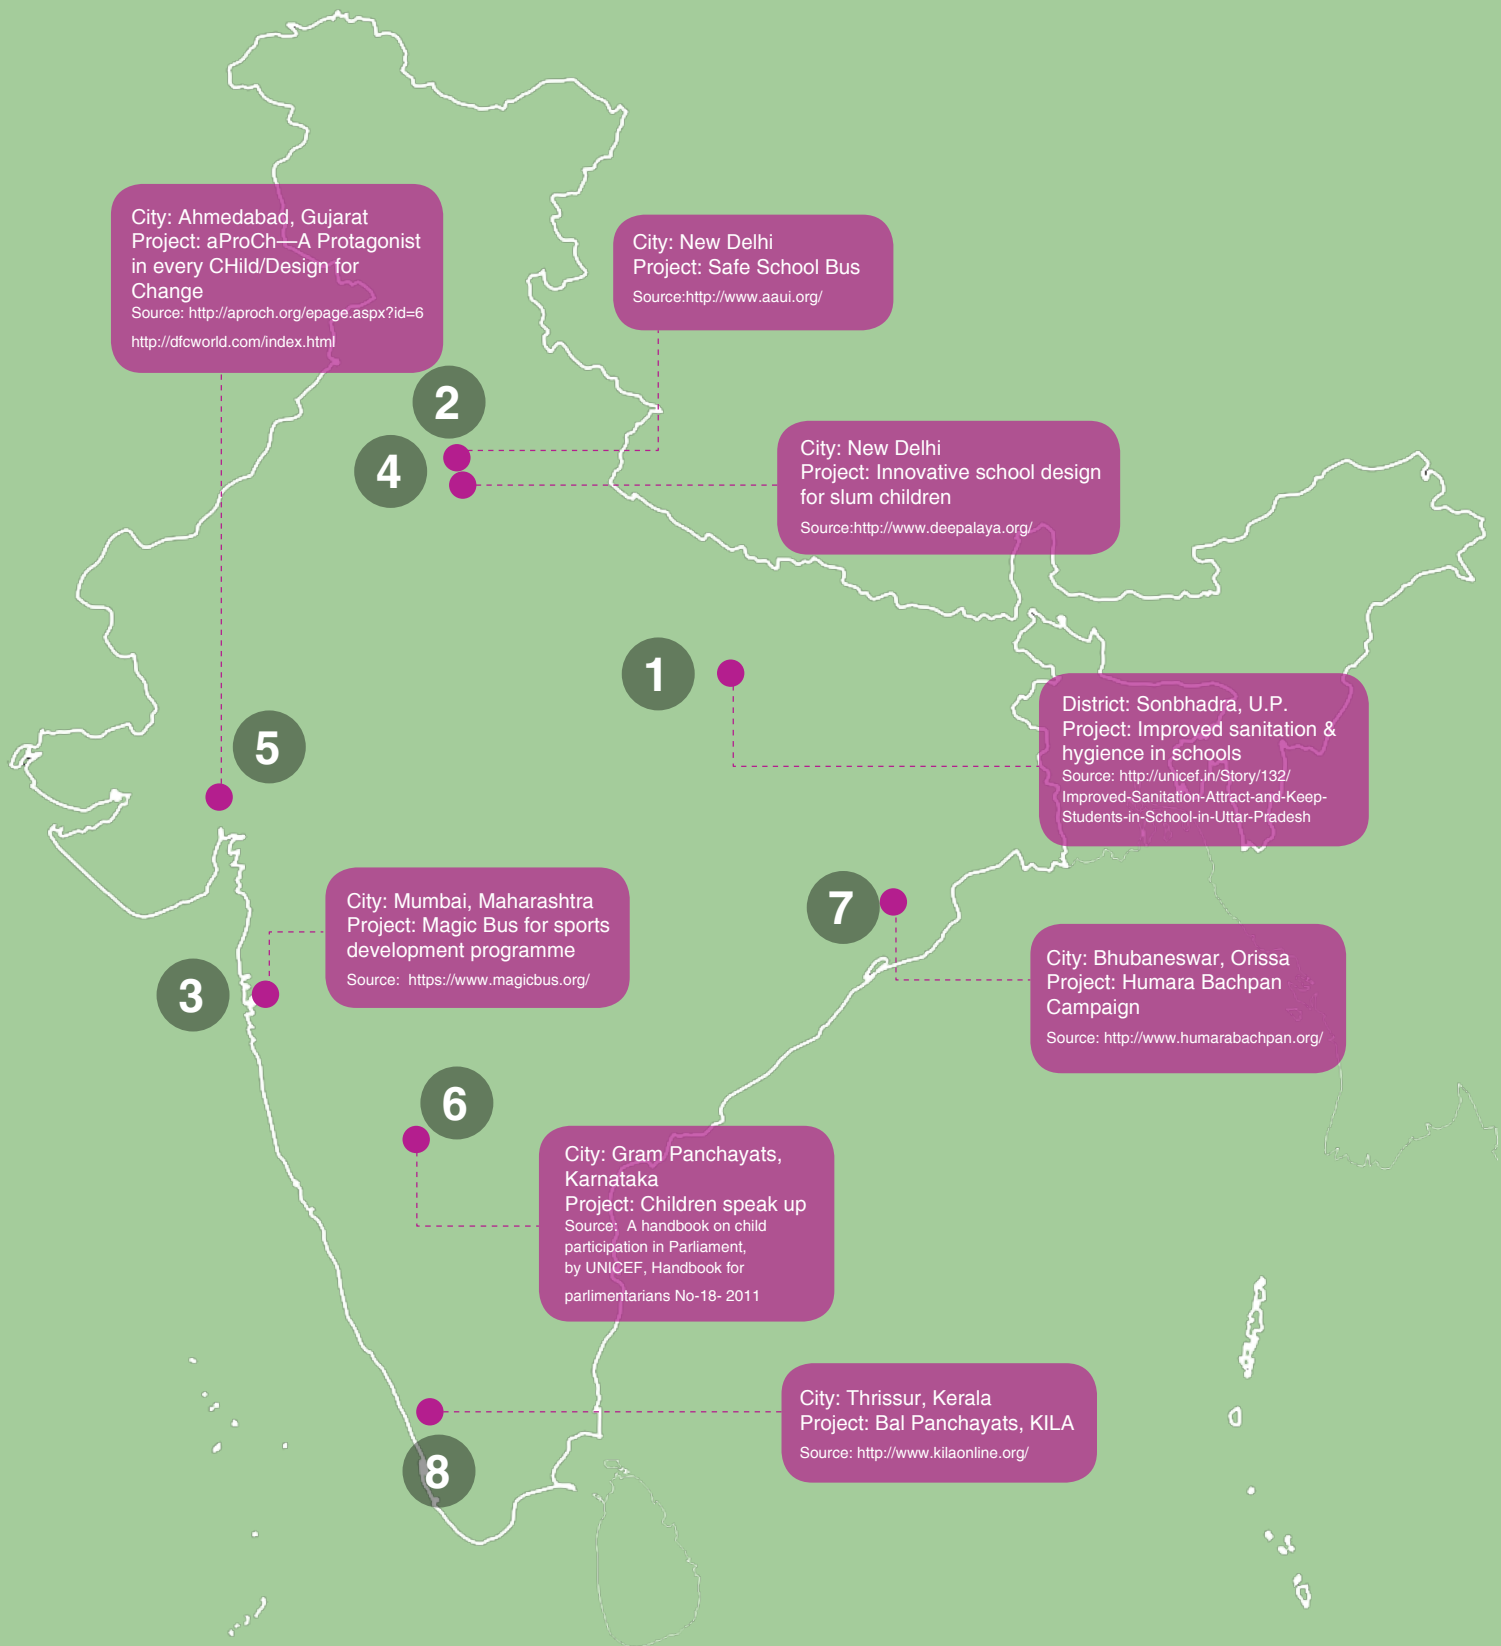 City: Ahmedabad, Gujarat
Project: aProCh—A Protagonist
in every CHild/Design for
Change
Source: http://aproch.org/epage.aspx?id=6
http://dfcworld.com/index.html
City: New Delhi
Project: Safe School Bus
Source:http://www.aaui.org/
2
4
City: New Delhi
Project: Innovative school design
for slum children
Source:http://www.deepalaya.org/
1
District: Sonbhadra, U.P.
Project: Improved sanitation &
hygience in schools
Source: http://unicef.in/Story/132/
Improved-Sanitation-Attract-and-Keep-
Students-in-School-in-Uttar-Pradesh
5
City: Mumbai, Maharashtra
Project: Magic Bus for sports
development programme
Source: https://www.magicbus.org/
3
7
City: Bhubaneswar, Orissa
Project: Humara Bachpan
Campaign
Source: http://www.humarabachpan.org/
6
City: Gram Panchayats,
Karnataka
Project: Children speak up
Source: A handbook on child
participation in Parliament,
by UNICEF, Handbook for
parlimentarians No-18- 2011
City: Thrissur, Kerala
Project: Bal Panchayats, KILA
Source: http://www.kilaonline.org/
8